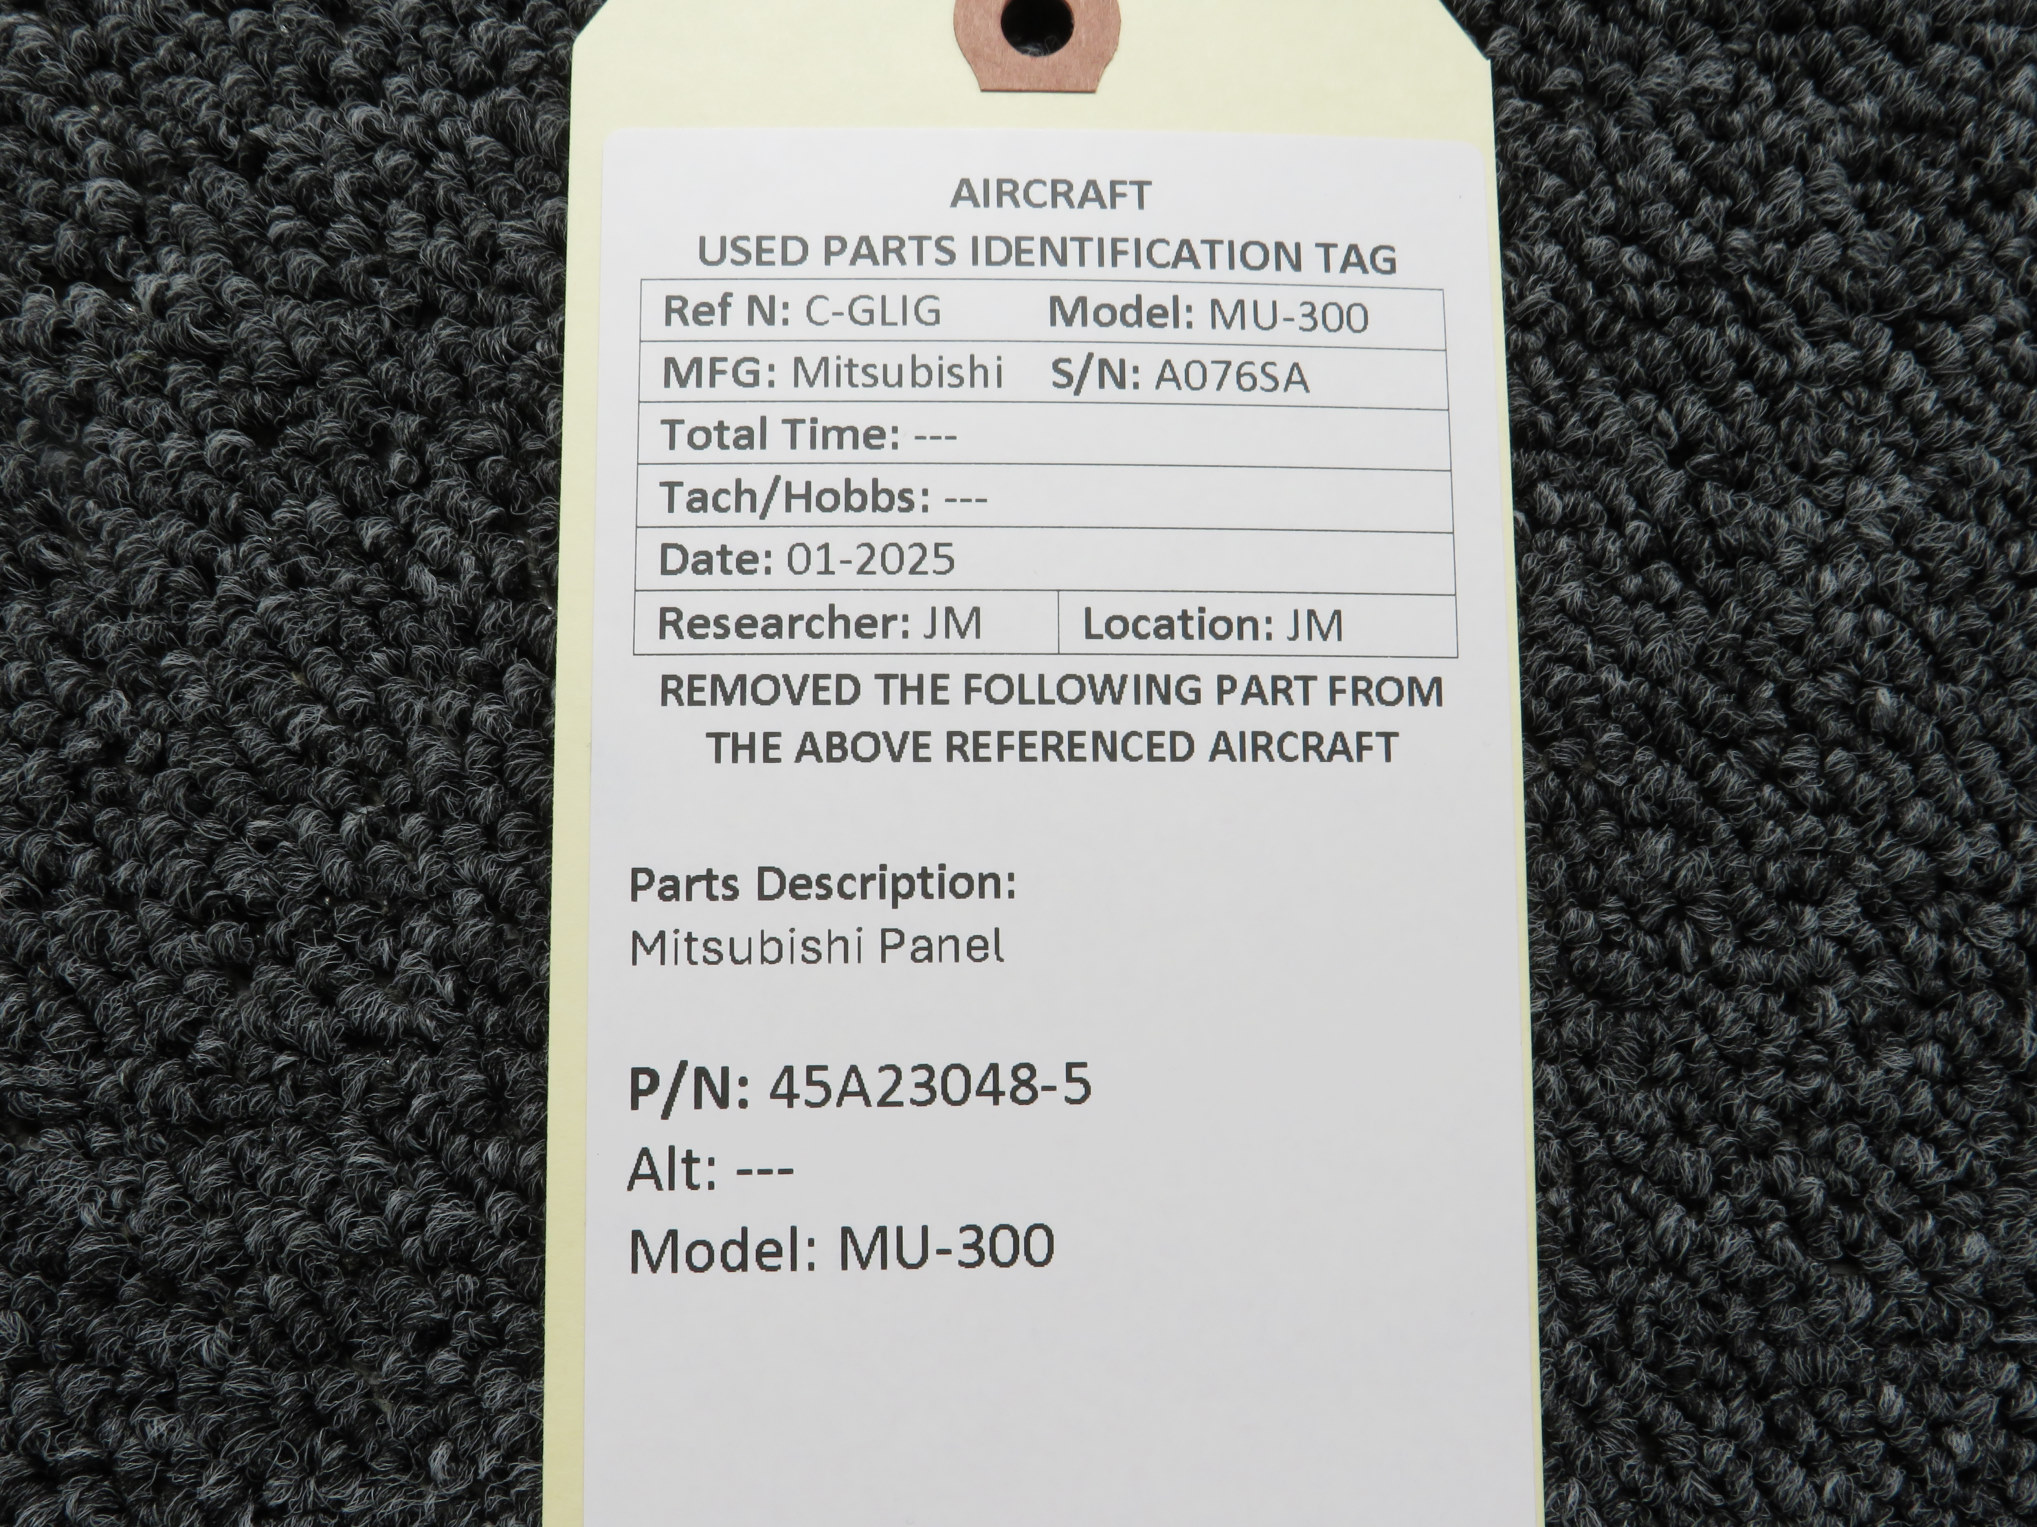 AIRCRAFT
USED PARTS IDENTIFICATION TAG
Ref N: C-GLIG Model: MU-300
MFG: Mitsubishi S/N: A076SA
Total Time: ---
Tach/Hobbs: ---
Date: 01-2025
Researcher: JM Location: JM
REMOVED THE FOLLOWING PART FROM
THE ABOVE REFERENCED AIRCRAFT
Parts Description:
Mitsubishi Panel
P/N: 45A23048-5
Alt: ---
Model: MU-300